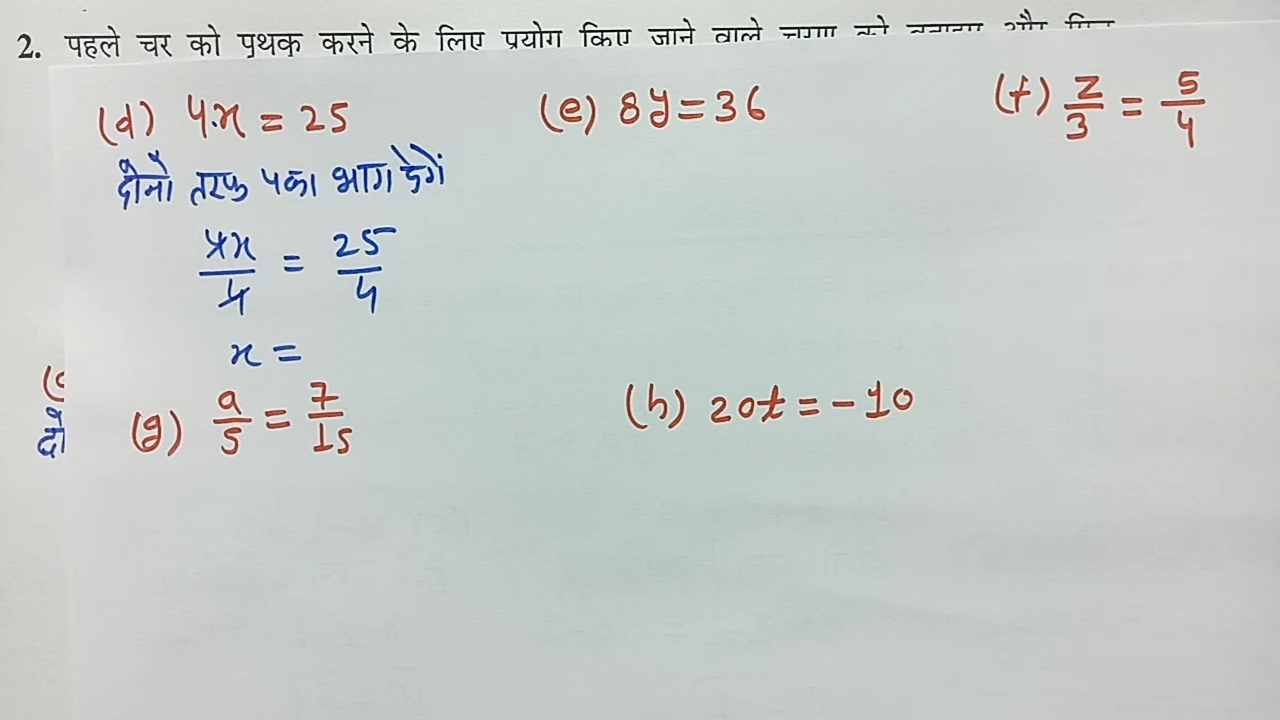 2. पहले चर को पृथक् करने के लिए प्रयोग किए जाने वाले
(d) 4x = 25
(e) 8y = 36
(f) z/3 = 5/4
दोनों तरफ 4 का भाग देगें
4x/4 = 25/4
x =
(c
दो
(g) a/5 = 7/15
(h) 20t = -10